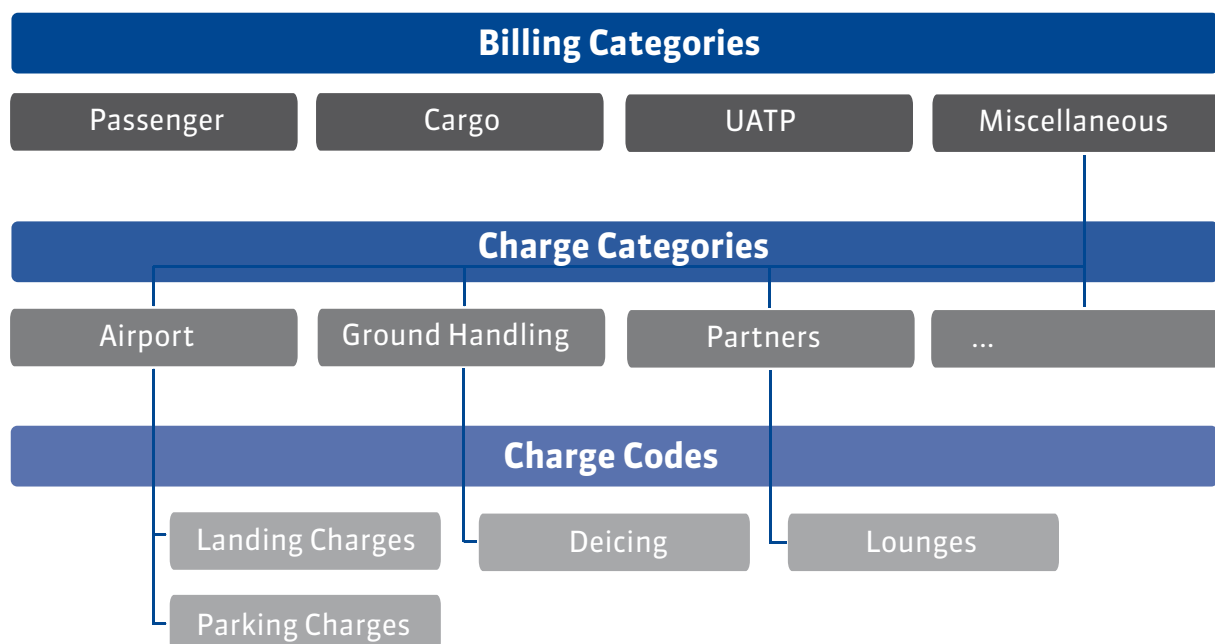 Billing Categories
Passenger
Cargo
UATP
Miscellaneous
Charge Categories
Airport
Ground Handling
Partners
...
Charge Codes
Landing Charges
Deicing
Lounges
Parking Charges